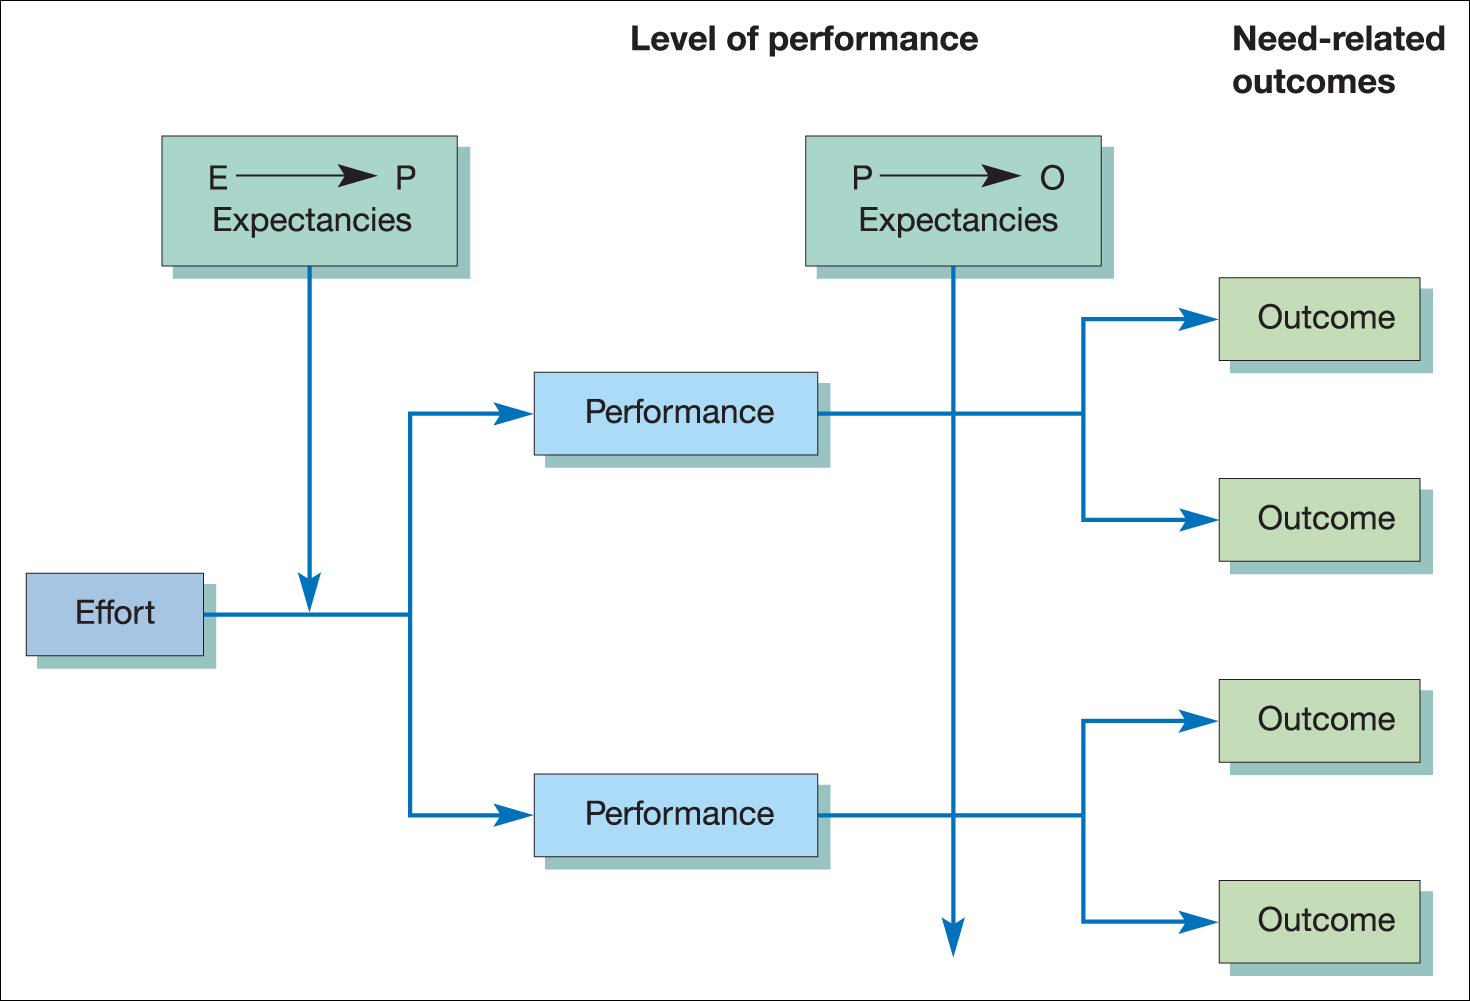 Level of performance
Need-related
outcomes
E P
Expectancies
P O
Expectancies
Outcome
Performance
Outcome
Effort
Outcome
Performance
Outcome